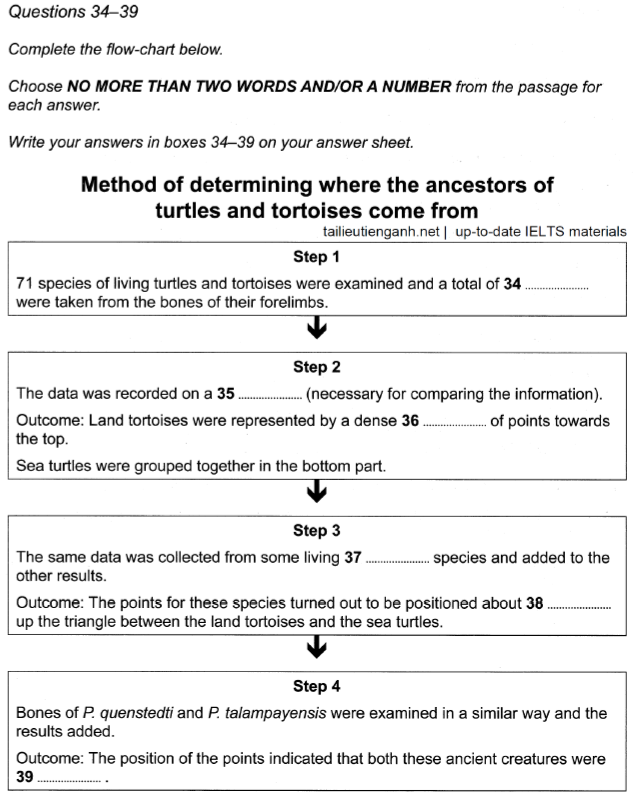 Questions 34–39
Complete the flow-chart below.
Choose NO MORE THAN TWO WORDS AND/OR A NUMBER from the passage for
each answer.
Write your answers in boxes 34–39 on your answer sheet.
Method of determining where the ancestors of
turtles and tortoises come from
tailieutienganh.net | up-to-date IELTS materials
Step 1
71 species of living turtles and tortoises were examined and a total of 34 .....................
were taken from the bones of their forelimbs.
Step 2
The data was recorded on a 35 ..................... (necessary for comparing the information).
Outcome: Land tortoises were represented by a dense 36 ..................... of points towards
the top.
Sea turtles were grouped together in the bottom part.
Step 3
The same data was collected from some living 37 ..................... species and added to the
other results.
Outcome: The points for these species turned out to be positioned about 38 .....................
up the triangle between the land tortoises and the sea turtles.
Step 4
Bones of P. quenstedti and P. talampayensis were examined in a similar way and the
results added.
Outcome: The position of the points indicated that both these ancient creatures were
39 ..................... .